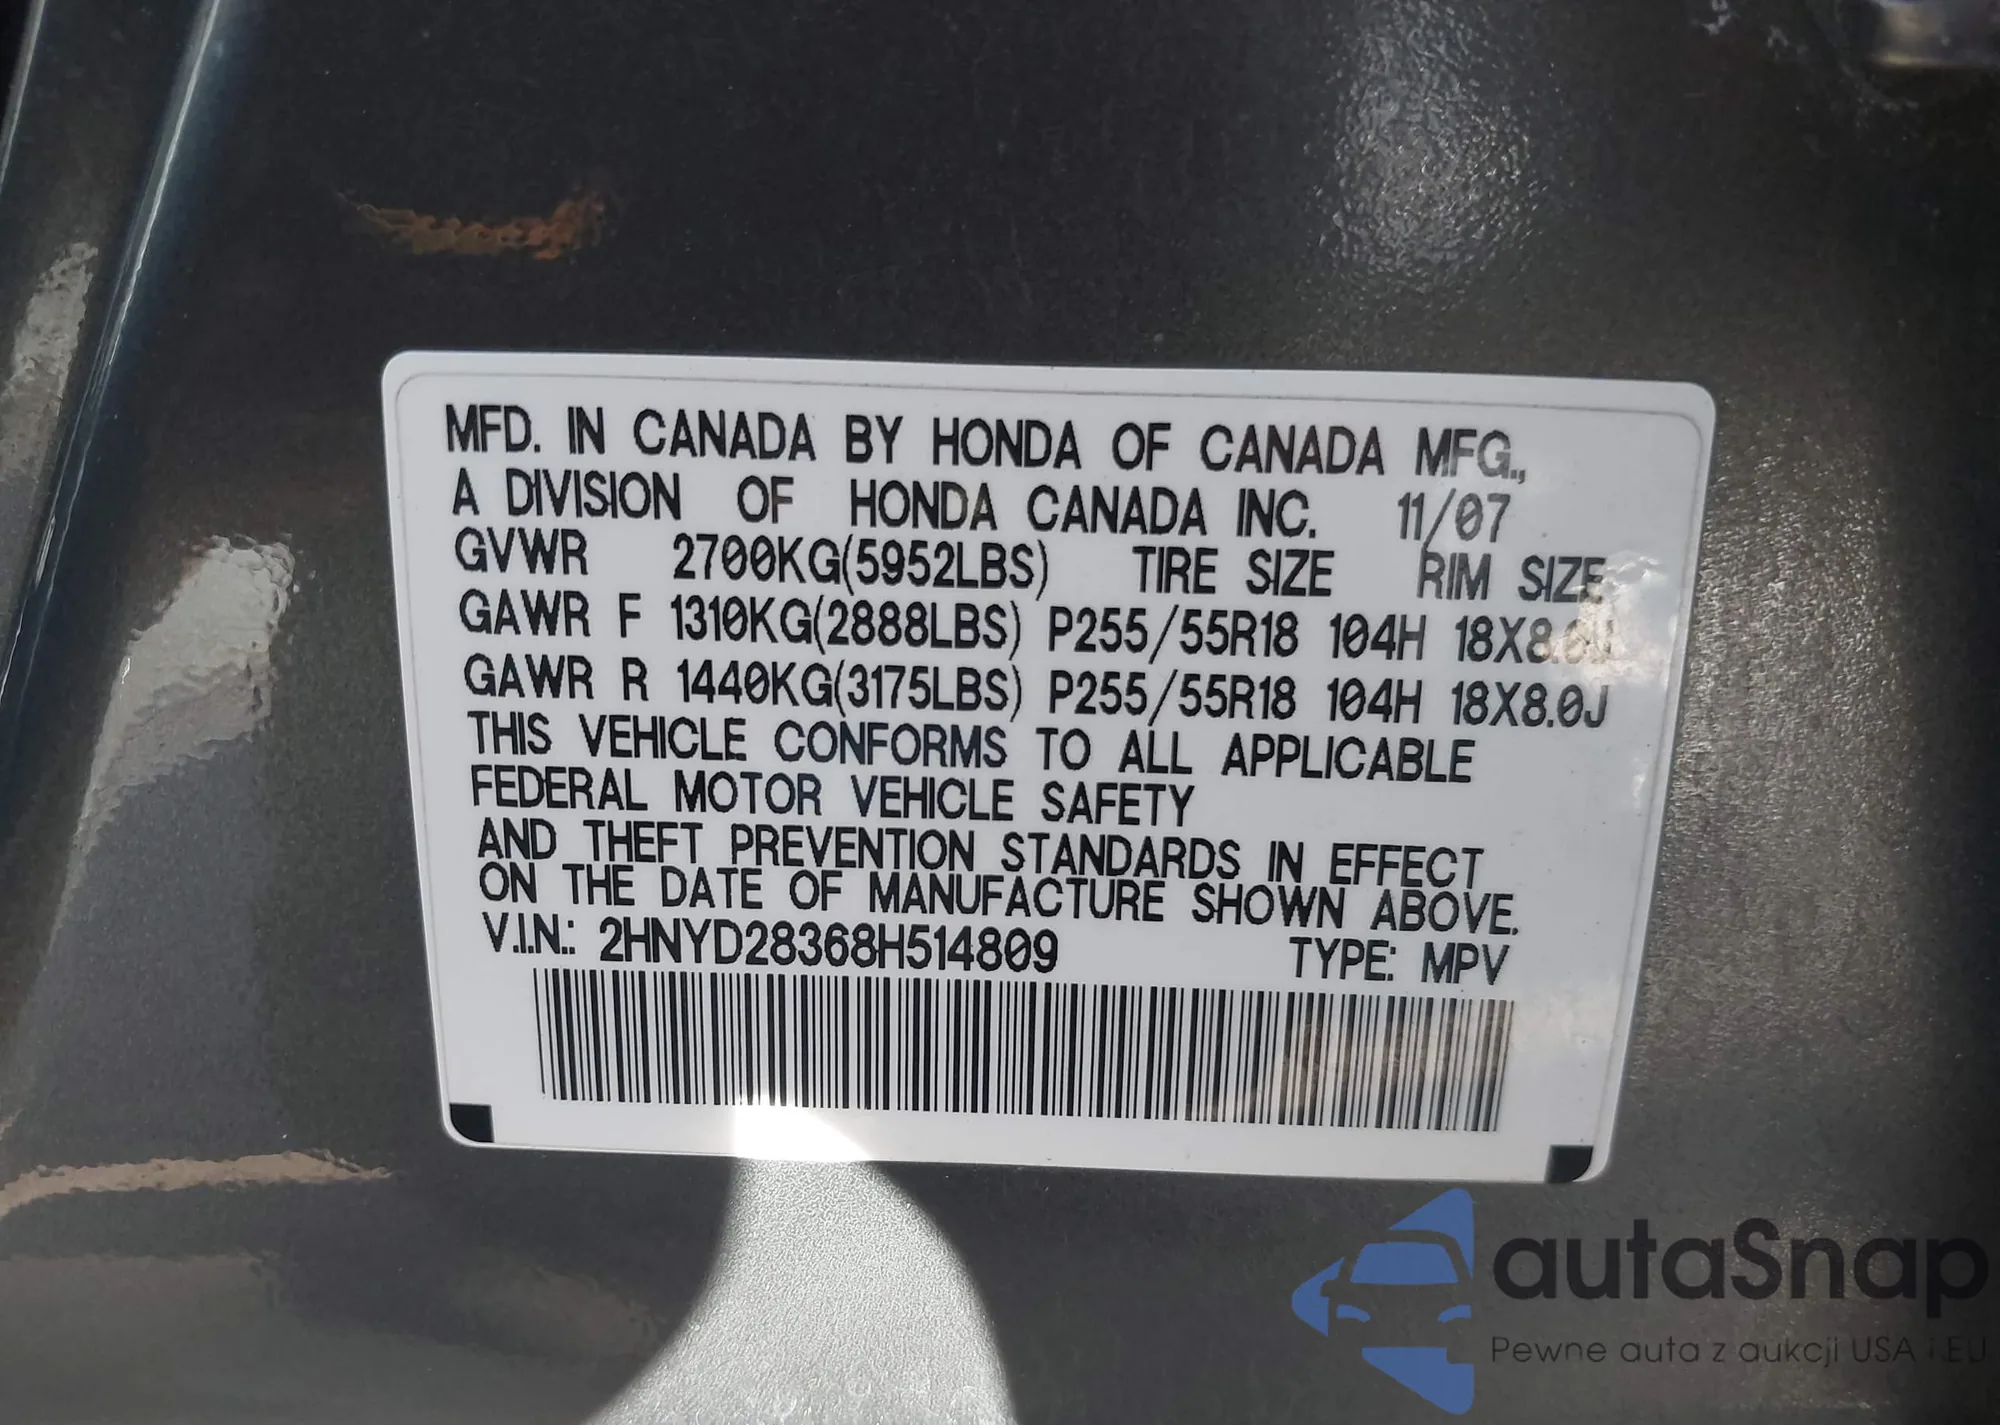 MFD. IN CANADA BY HONDA OF CANADA MFG.,
A DIVISION OF HONDA CANADA INC. 11/07
GVWR 2700KG(5952LBS) TIRE SIZE RIM SIZE
GAWR F 1310KG(2888LBS) P255/55R18 104H 18X8.0J
GAWR R 1440KG(3175LBS) P255/55R18 104H 18X8.0J
THIS VEHICLE CONFORMS TO ALL APPLICABLE
FEDERAL MOTOR VEHICLE SAFETY
AND THEFT PREVENTION STANDARDS IN EFFECT
ON THE DATE OF MANUFACTURE SHOWN ABOVE.
V.I.N.: 2HNYD28368H514809 TYPE: MPV
autaSnap
Pewne auta z aukcji USA i EU